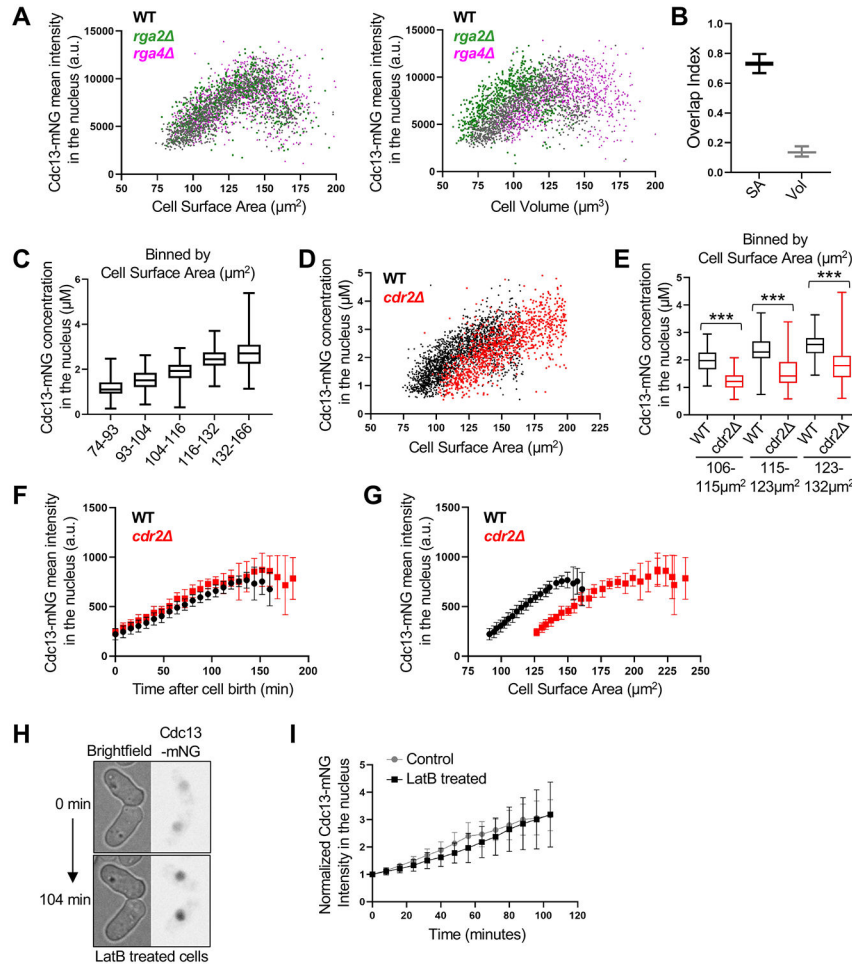 A
WT
rga2Δ
rga4Δ
Cdc13-mNG mean intensity
in the nucleus (a.u.)
15000
10000
5000
0
50 75 100 125 150 175 200
Cell Surface Area (µm²)
WT
rga2Δ
rga4Δ
Cdc13-mNG mean intensity
in the nucleus (a.u.)
15000
10000
5000
0
50 75 100 125 150 175 200
Cell Volume (µm³)
B
Overlap Index
1.0
0.8
0.6
0.4
0.2
0.0
SA Vol
C
Binned by
Cell Surface Area (µm²)
Cdc13-mNG concentration
in the nucleus (µM)
6
4
2
0
74-93 93-104 104-116 116-132 132-166
D
WT
cdr2Δ
Cdc13-mNG concentration
in the nucleus (µM)
5
4
3
2
1
0
50 75 100 125 150 175 200 225
Cell Surface Area (µm²)
E
Binned by
Cell Surface Area (µm²)
Cdc13-mNG concentration
in the nucleus (µM)
5
4
3
2
1
0
*** *** ***
WT cdr2Δ WT cdr2Δ WT cdr2Δ
106- 115- 123-
115µm² 123µm² 132µm²
F
WT
cdr2Δ
Cdc13-mNG mean intensity
in the nucleus (a.u.)
1500
1000
500
0
0 50 100 150 200
Time after cell birth (min)
G
WT
cdr2Δ
Cdc13-mNG mean intensity
in the nucleus (a.u.)
1500
1000
500
0
75 100 125 150 175 200 225 250
Cell Surface Area (µm²)
H
Cdc13
Brightfield -mNG
0 min
104 min
LatB treated cells
I
Control
LatB treated
Normalized Cdc13-mNG
Intensity in the nucleus
5
4
3
2
1
0
0 20 40 60 80 100 120
Time (minutes)